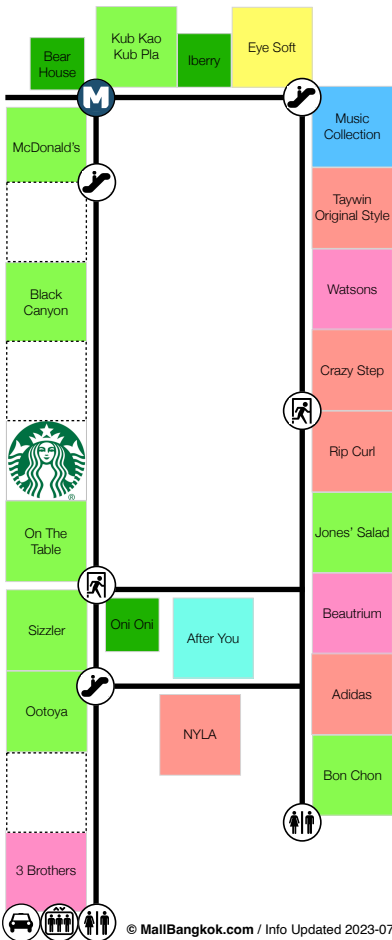 Bear
House
Kub Kao
Kub Pla
Iberry
Eye Soft
M
McDonald's
Music
Collection
Taywin
Original Style
Black
Canyon
Watsons
Crazy Step
®
Rip Curl
On The
Table
Jones' Salad
Sizzler
Oni Oni
After You
Beautrium
Ootoya
NYLA
Adidas
Bon Chon
3 Brothers
© MallBangkok.com / Info Updated 2023-07